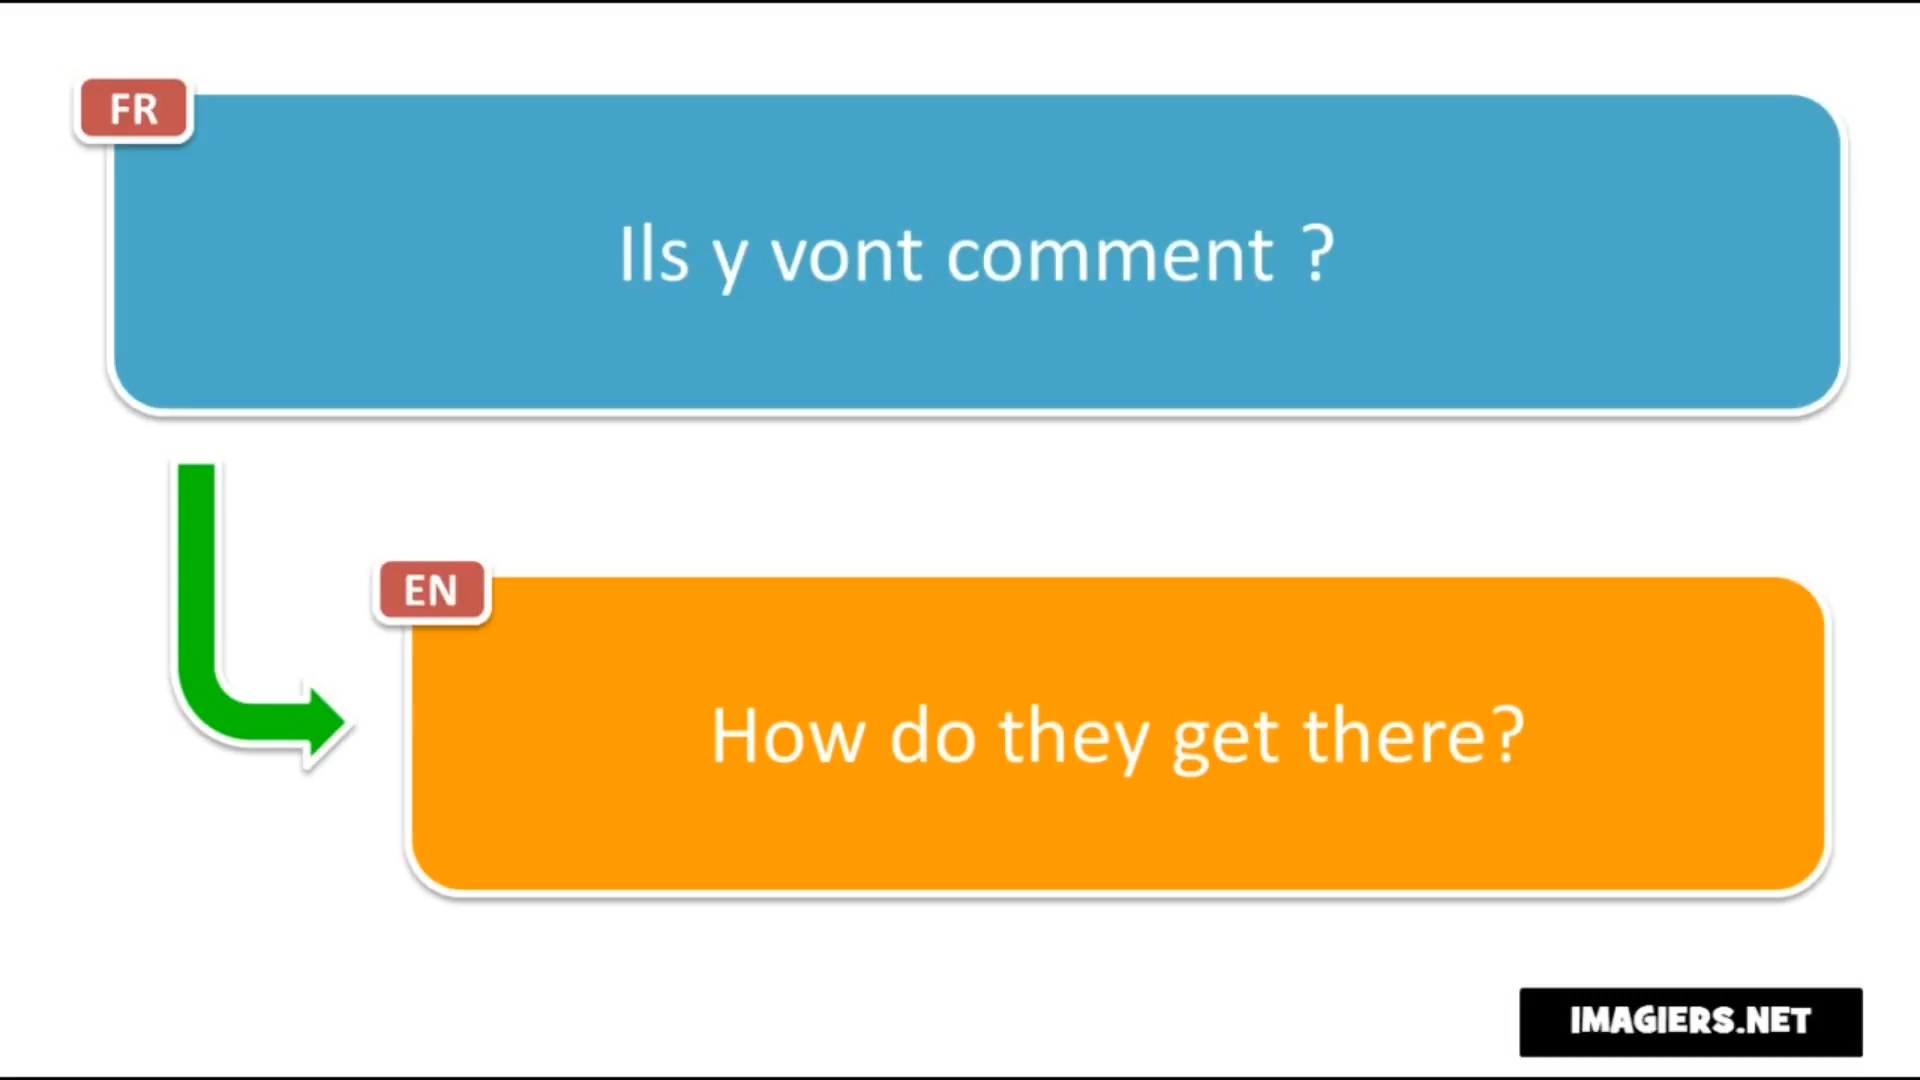 FR
Ils y vont comment ?
EN
How do they get there?
IMAGIERS.NET